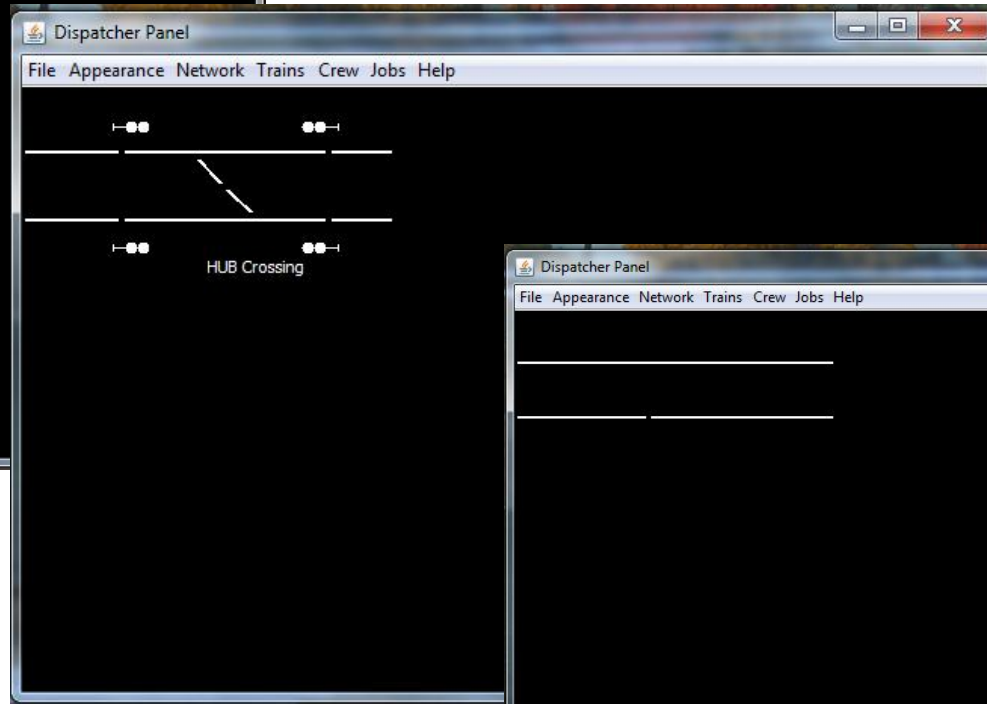 Dispatcher Panel
File Appearance Network Trains Crew Jobs Help
HUB Crossing
Dispatcher Panel
File Appearance Network Trains Crew Jobs Help